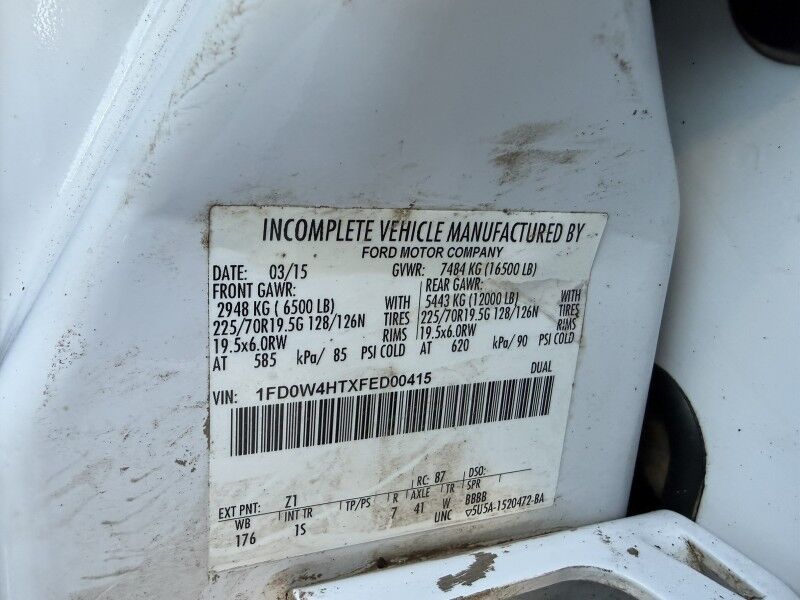 INCOMPLETE VEHICLE MANUFACTURED BY
FORD MOTOR COMPANY
DATE: 03/15 GVWR: 7484 KG (16500 LB)
FRONT GAWR: REAR GAWR:
2948 KG ( 6500 LB) WITH 5443 KG (12000 LB) WITH
225/70R19.5G 128/126N TIRES 225/70R19.5G 128/126N TIRES
19.5x6.0RW RIMS 19.5x6.0RW RIMS
AT 585 kPa/ 85 PSI COLD AT 620 kPa/90 PSI COLD
DUAL
VIN: 1FD0W4HTXFED00415
EXT PNT: Z1 RC: 87 DSO:
WB INT TR TP/PS R AXLE TR SPR
176 1S 7 41 W BBBB
UNC ▽5U5A-1520472-BA